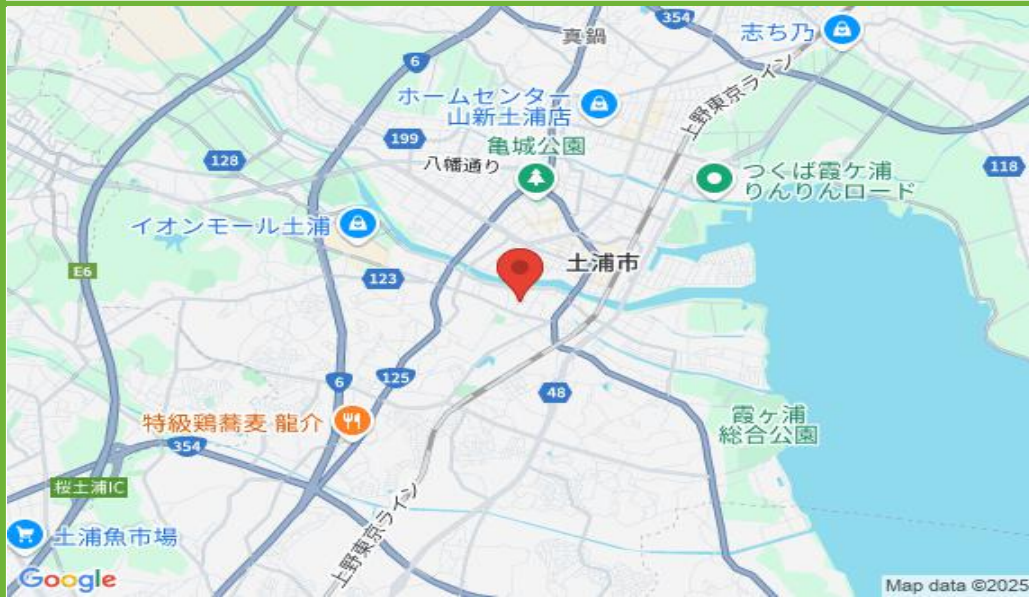 354
真鍋
志ち乃
6
上野東京ライン
ホームセンター
山新土浦店
199
亀城公園
128
八幡通り
118
つくば霞ケ浦
りんりんロード
イオンモール土浦
土浦市
E6
123
6
125
48
特級鶏蕎麦 龍介
霞ヶ浦
総合公園
354
桜土浦IC
上野東京ライン
土浦魚市場
Google
Map data ©2025